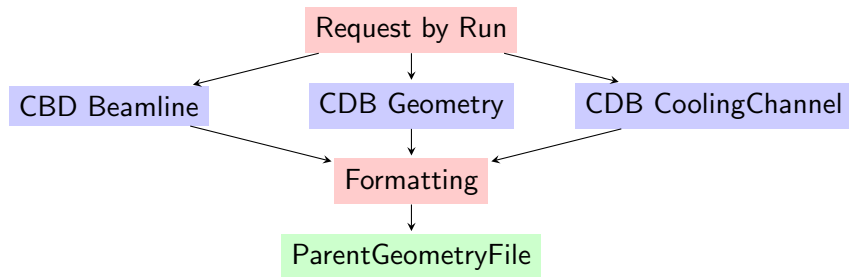 Request by Run
CBD Beamline
CDB Geometry
CDB CoolingChannel
Formatting
ParentGeometryFile